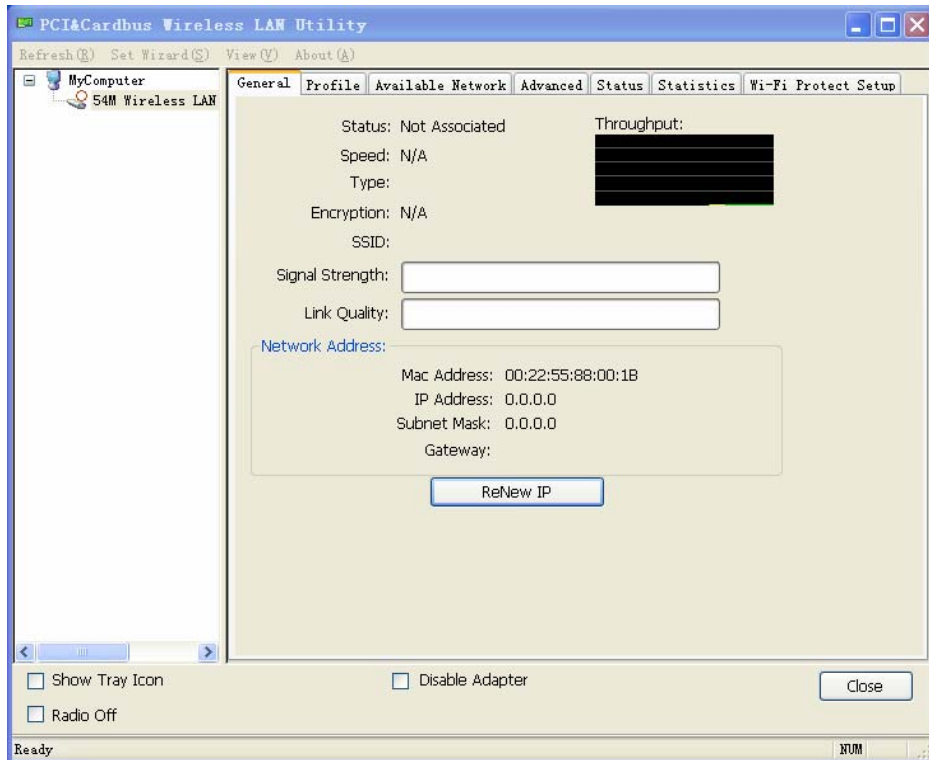 PCI&Cardbus Wireless LAN Utility
Refresh(R) Set Wizard(S) View(V) About(A)
MyComputer
54M Wireless LAN
General Profile Available Network Advanced Status Statistics Wi-Fi Protect Setup
Status: Not Associated
Throughput:
Speed: N/A
Type:
Encryption: N/A
SSID:
Signal Strength:
Link Quality:
Network Address:
Mac Address: 00:22:55:88:00:1B
IP Address: 0.0.0.0
Subnet Mask: 0.0.0.0
Gateway:
ReNew IP
Show Tray Icon
Disable Adapter
Close
Radio Off
Ready
NUM